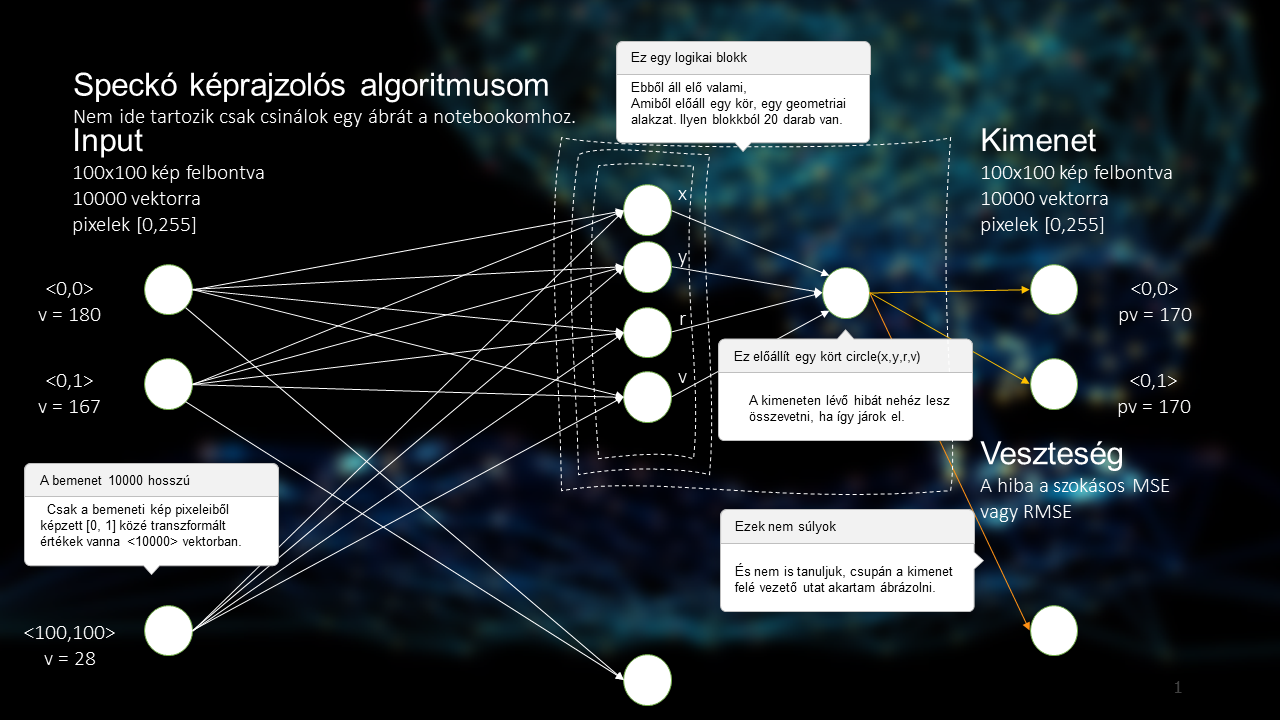 Speckó képrajzolós algoritmusom
Nem ide tartozik csak csinálok egy ábrát a notebookomhoz.
Input
100x100 kép felbontva
10000 vektorra
pixelek [0,255]
<0,0>
v = 180
<0,1>
v = 167
A bemenet 10000 hosszú
Csak a bemeneti kép pixeleiből
képzett [0, 1] közé transzformált
értékek vanna <10000> vektorban.
<100,100>
v = 28
Ez egy logikai blokk
Ebből áll elő valami,
Amiből előáll egy kör, egy geometriai
alakzat. Ilyen blokkból 20 darab van.
x
y
r
v
Ez előállít egy kört circle(x,y,r,v)
A kimeneten lévő hibát nehéz lesz
összevetni, ha így járok el.
Ezek nem súlyok
És nem is tanuljuk, csupán a kimenet
felé vezető utat akartam ábrázolni.
Kimenet
100x100 kép felbontva
10000 vektorra
pixelek [0,255]
<0,0>
pv = 170
<0,1>
pv = 170
Veszteség
A hiba a szokásos MSE
vagy RMSE
1